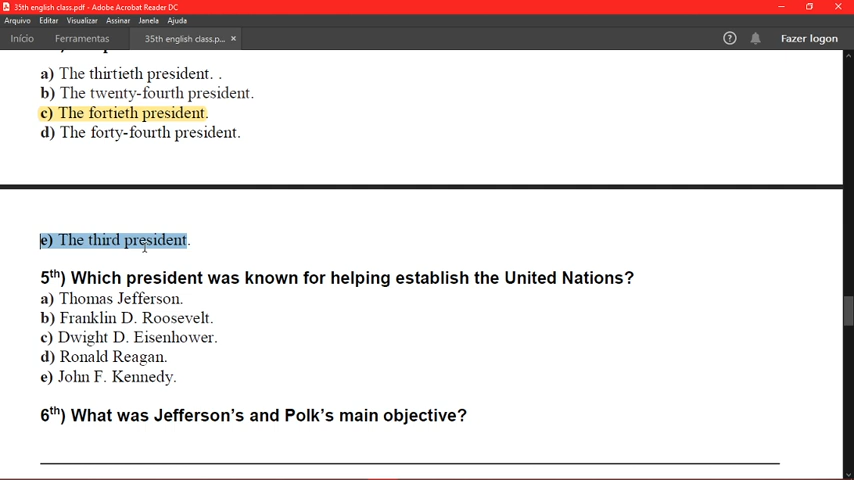 35th english class.pdf - Adobe Acrobat Reader DC
Arquivo Editar Visualizar Assinar Janela Ajuda
Início Ferramentas 35th english class.p... × Fazer logon
a) The thirtieth president. .
b) The twenty-fourth president.
c) The fortieth president.
d) The forty-fourth president.
e) The third president.
5th) Which president was known for helping establish the United Nations?
a) Thomas Jefferson.
b) Franklin D. Roosevelt.
c) Dwight D. Eisenhower.
d) Ronald Reagan.
e) John F. Kennedy.
6th) What was Jefferson's and Polk's main objective?